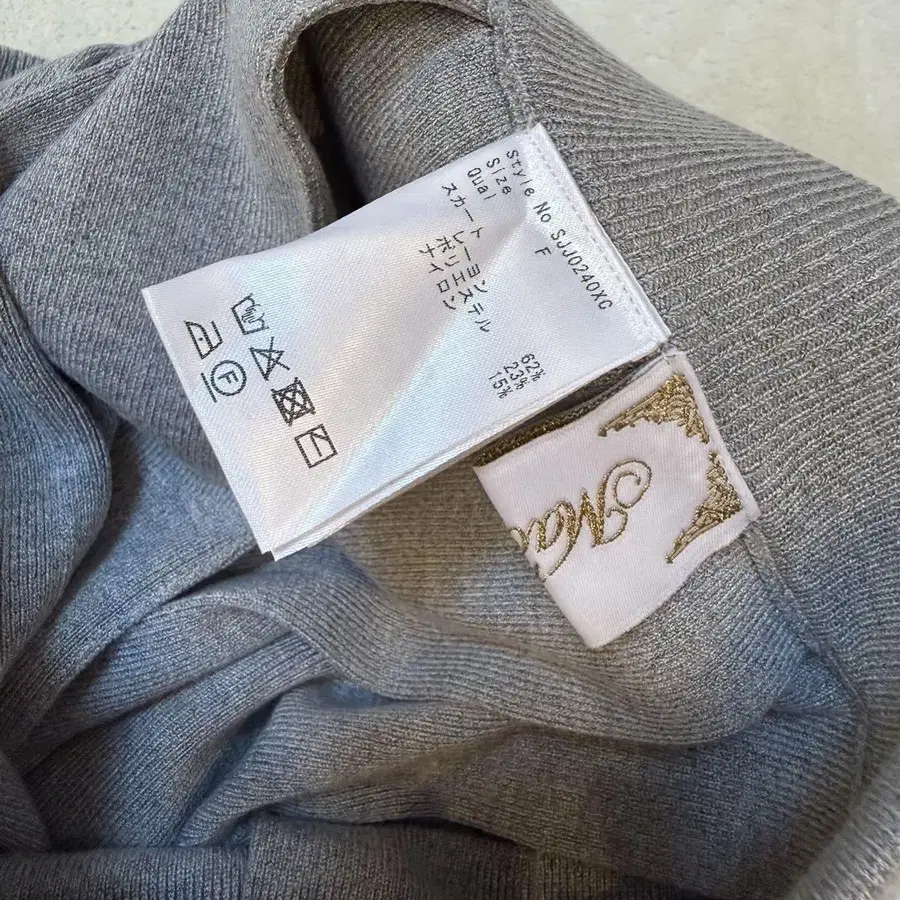 Style No SJJ0240XC
Size F
Qual
スカート レーヨン 62%
ポリエステル 23%
ナイロン 15%
F